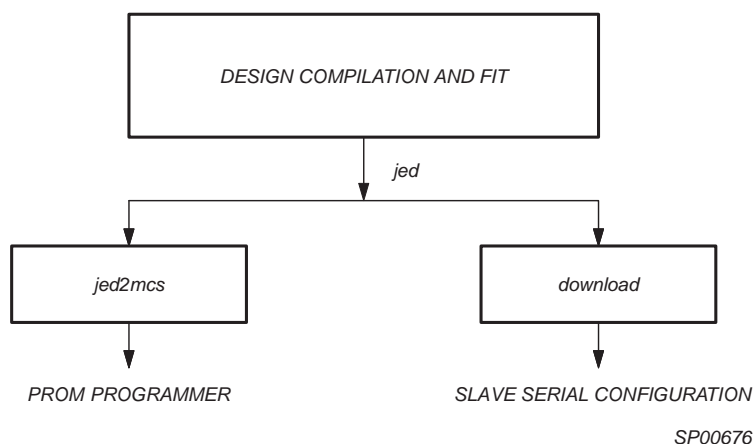 DESIGN COMPILATION AND FIT
jed
jed2mcs
download
PROM PROGRAMMER
SLAVE SERIAL CONFIGURATION
SP00676